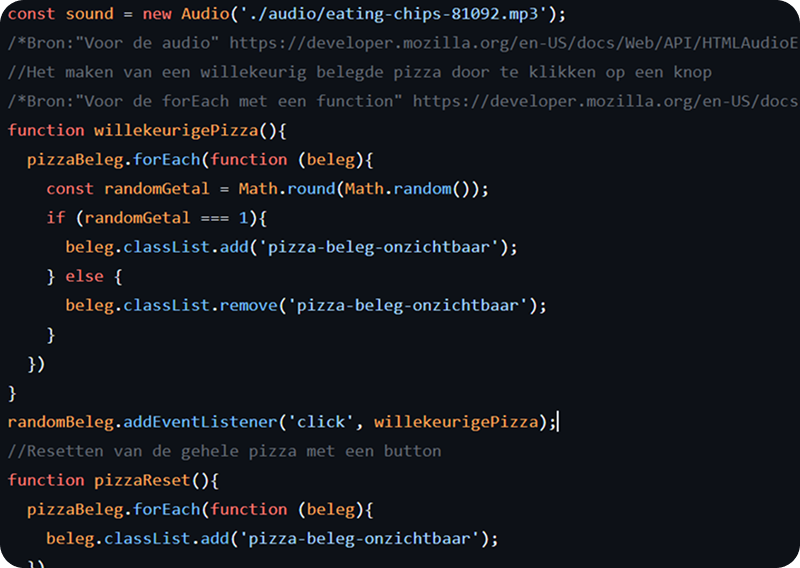 const sound = new Audio('./audio/eating-chips-81092.mp3');
/*Bron:"Voor de audio" https://developer.mozilla.org/en-US/docs/Web/API/HTMLAudioE
//Het maken van een willekeurig belegde pizza door te klikken op een knop
/*Bron:"Voor de forEach met een function" https://developer.mozilla.org/en-US/docs
function willekeurigePizza(){
  pizzaBeleg.forEach(function (beleg){
    const randomGetal = Math.round(Math.random());
    if (randomGetal === 1){
      beleg.classList.add('pizza-beleg-onzichtbaar');
    } else {
      beleg.classList.remove('pizza-beleg-onzichtbaar');
    }
  })
}
randomBeleg.addEventListener('click', willekeurigePizza);
//Resetten van de gehele pizza met een button
function pizzaReset(){
  pizzaBeleg.forEach(function (beleg){
    beleg.classList.add('pizza-beleg-onzichtbaar');
  })